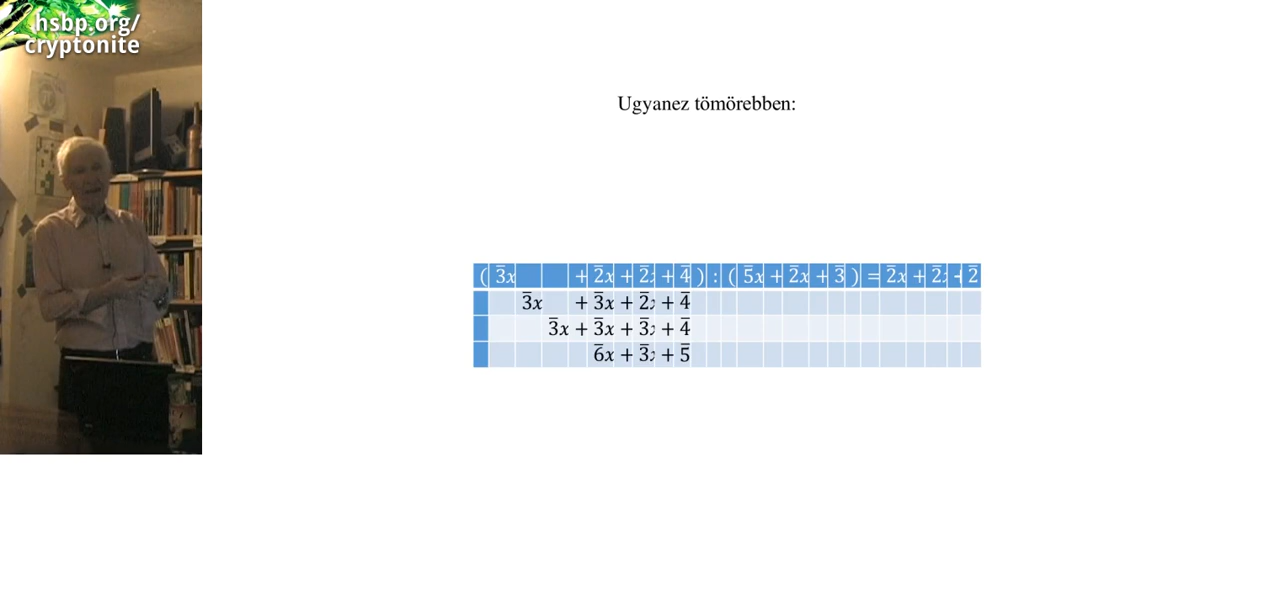 hsbp.org/
cryptonite
Ugyanez tömörebben:
( 3̅x + 2̅x + 2̅ + 4̅ ) : ( 5̅x + 2̅x + 3̅ ) = 2̅x + 2̅ + 2̅
3̅x + 3̅x + 2̅ + 4̅
3̅x + 3̅x + 3̅ + 4̅
6̅x + 3̅ + 5̅